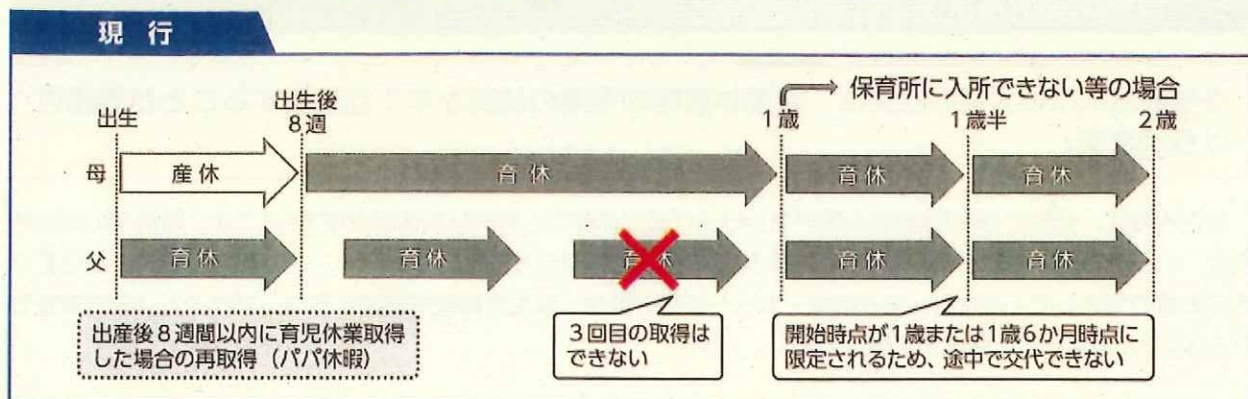 現行
保育所に入所できない等の場合
出生
出生後
8週
1歳
1歳半
2歳
母
産休
育休
育休
育休
父
育休
育休
育休
育休
育休
出産後8週間以内に育児休業取得
した場合の再取得（パパ休暇）
3回目の取得は
できない
開始時点が1歳または1歳6か月時点に
限定されるため、途中で交代できない